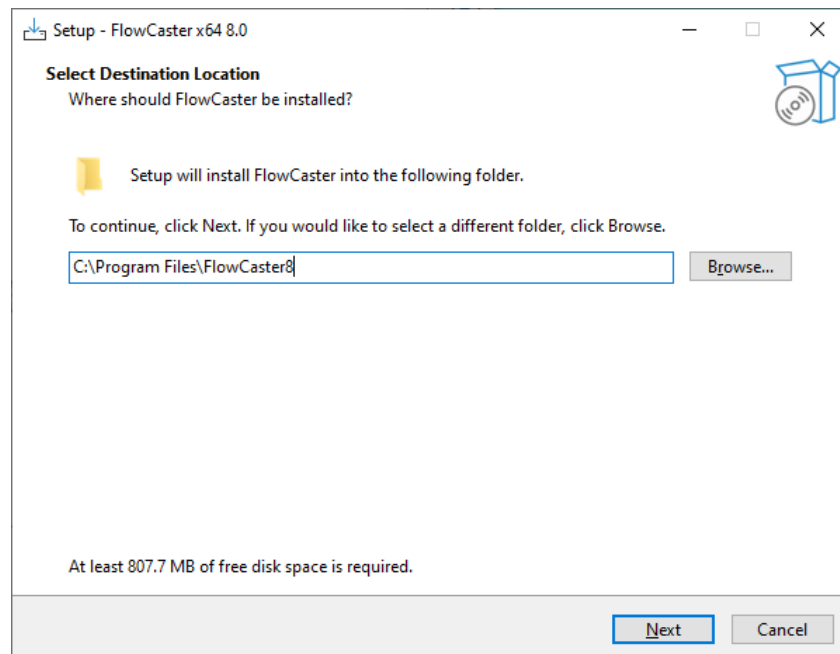 Setup - FlowCaster x64 8.0
Select Destination Location
Where should FlowCaster be installed?
Setup will install FlowCaster into the following folder.
To continue, click Next. If you would like to select a different folder, click Browse.
C:\Program Files\FlowCaster8
Browse...
At least 807.7 MB of free disk space is required.
Next
Cancel